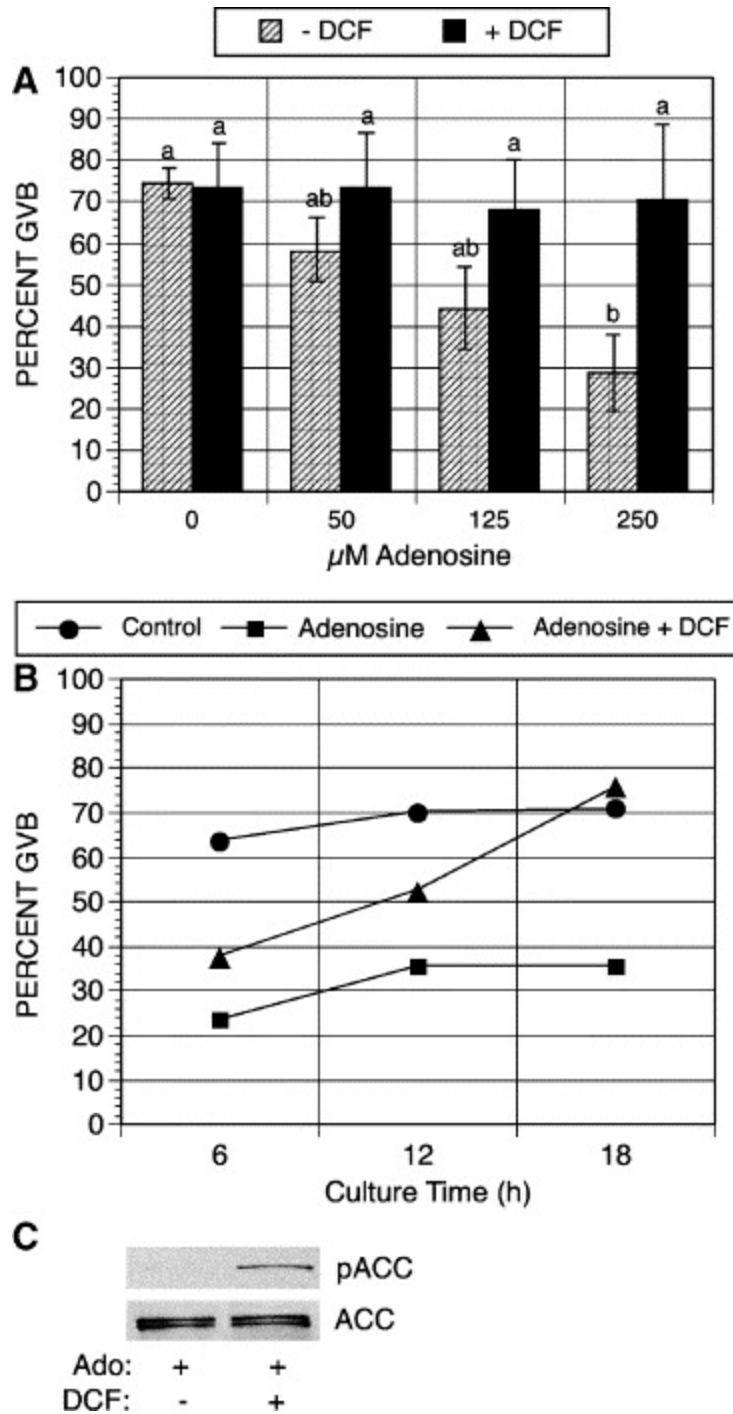 - DCF + DCF
A
100
90
80
70
60
50
40
30
20
10
0
PERCENT GVB
a a ab a ab a b a
0 50 125 250
µM Adenosine
Control Adenosine Adenosine + DCF
B
100
90
80
70
60
50
40
30
20
10
0
PERCENT GVB
6 12 18
Culture Time (h)
C
pACC
ACC
Ado: + +
DCF: - +